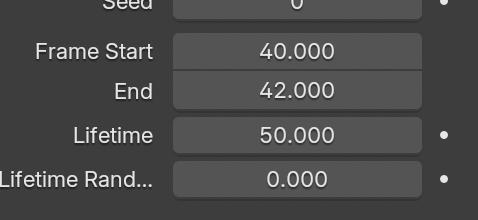 Seed 0
Frame Start 40.000
End 42.000
Lifetime 50.000
Lifetime Rand... 0.000